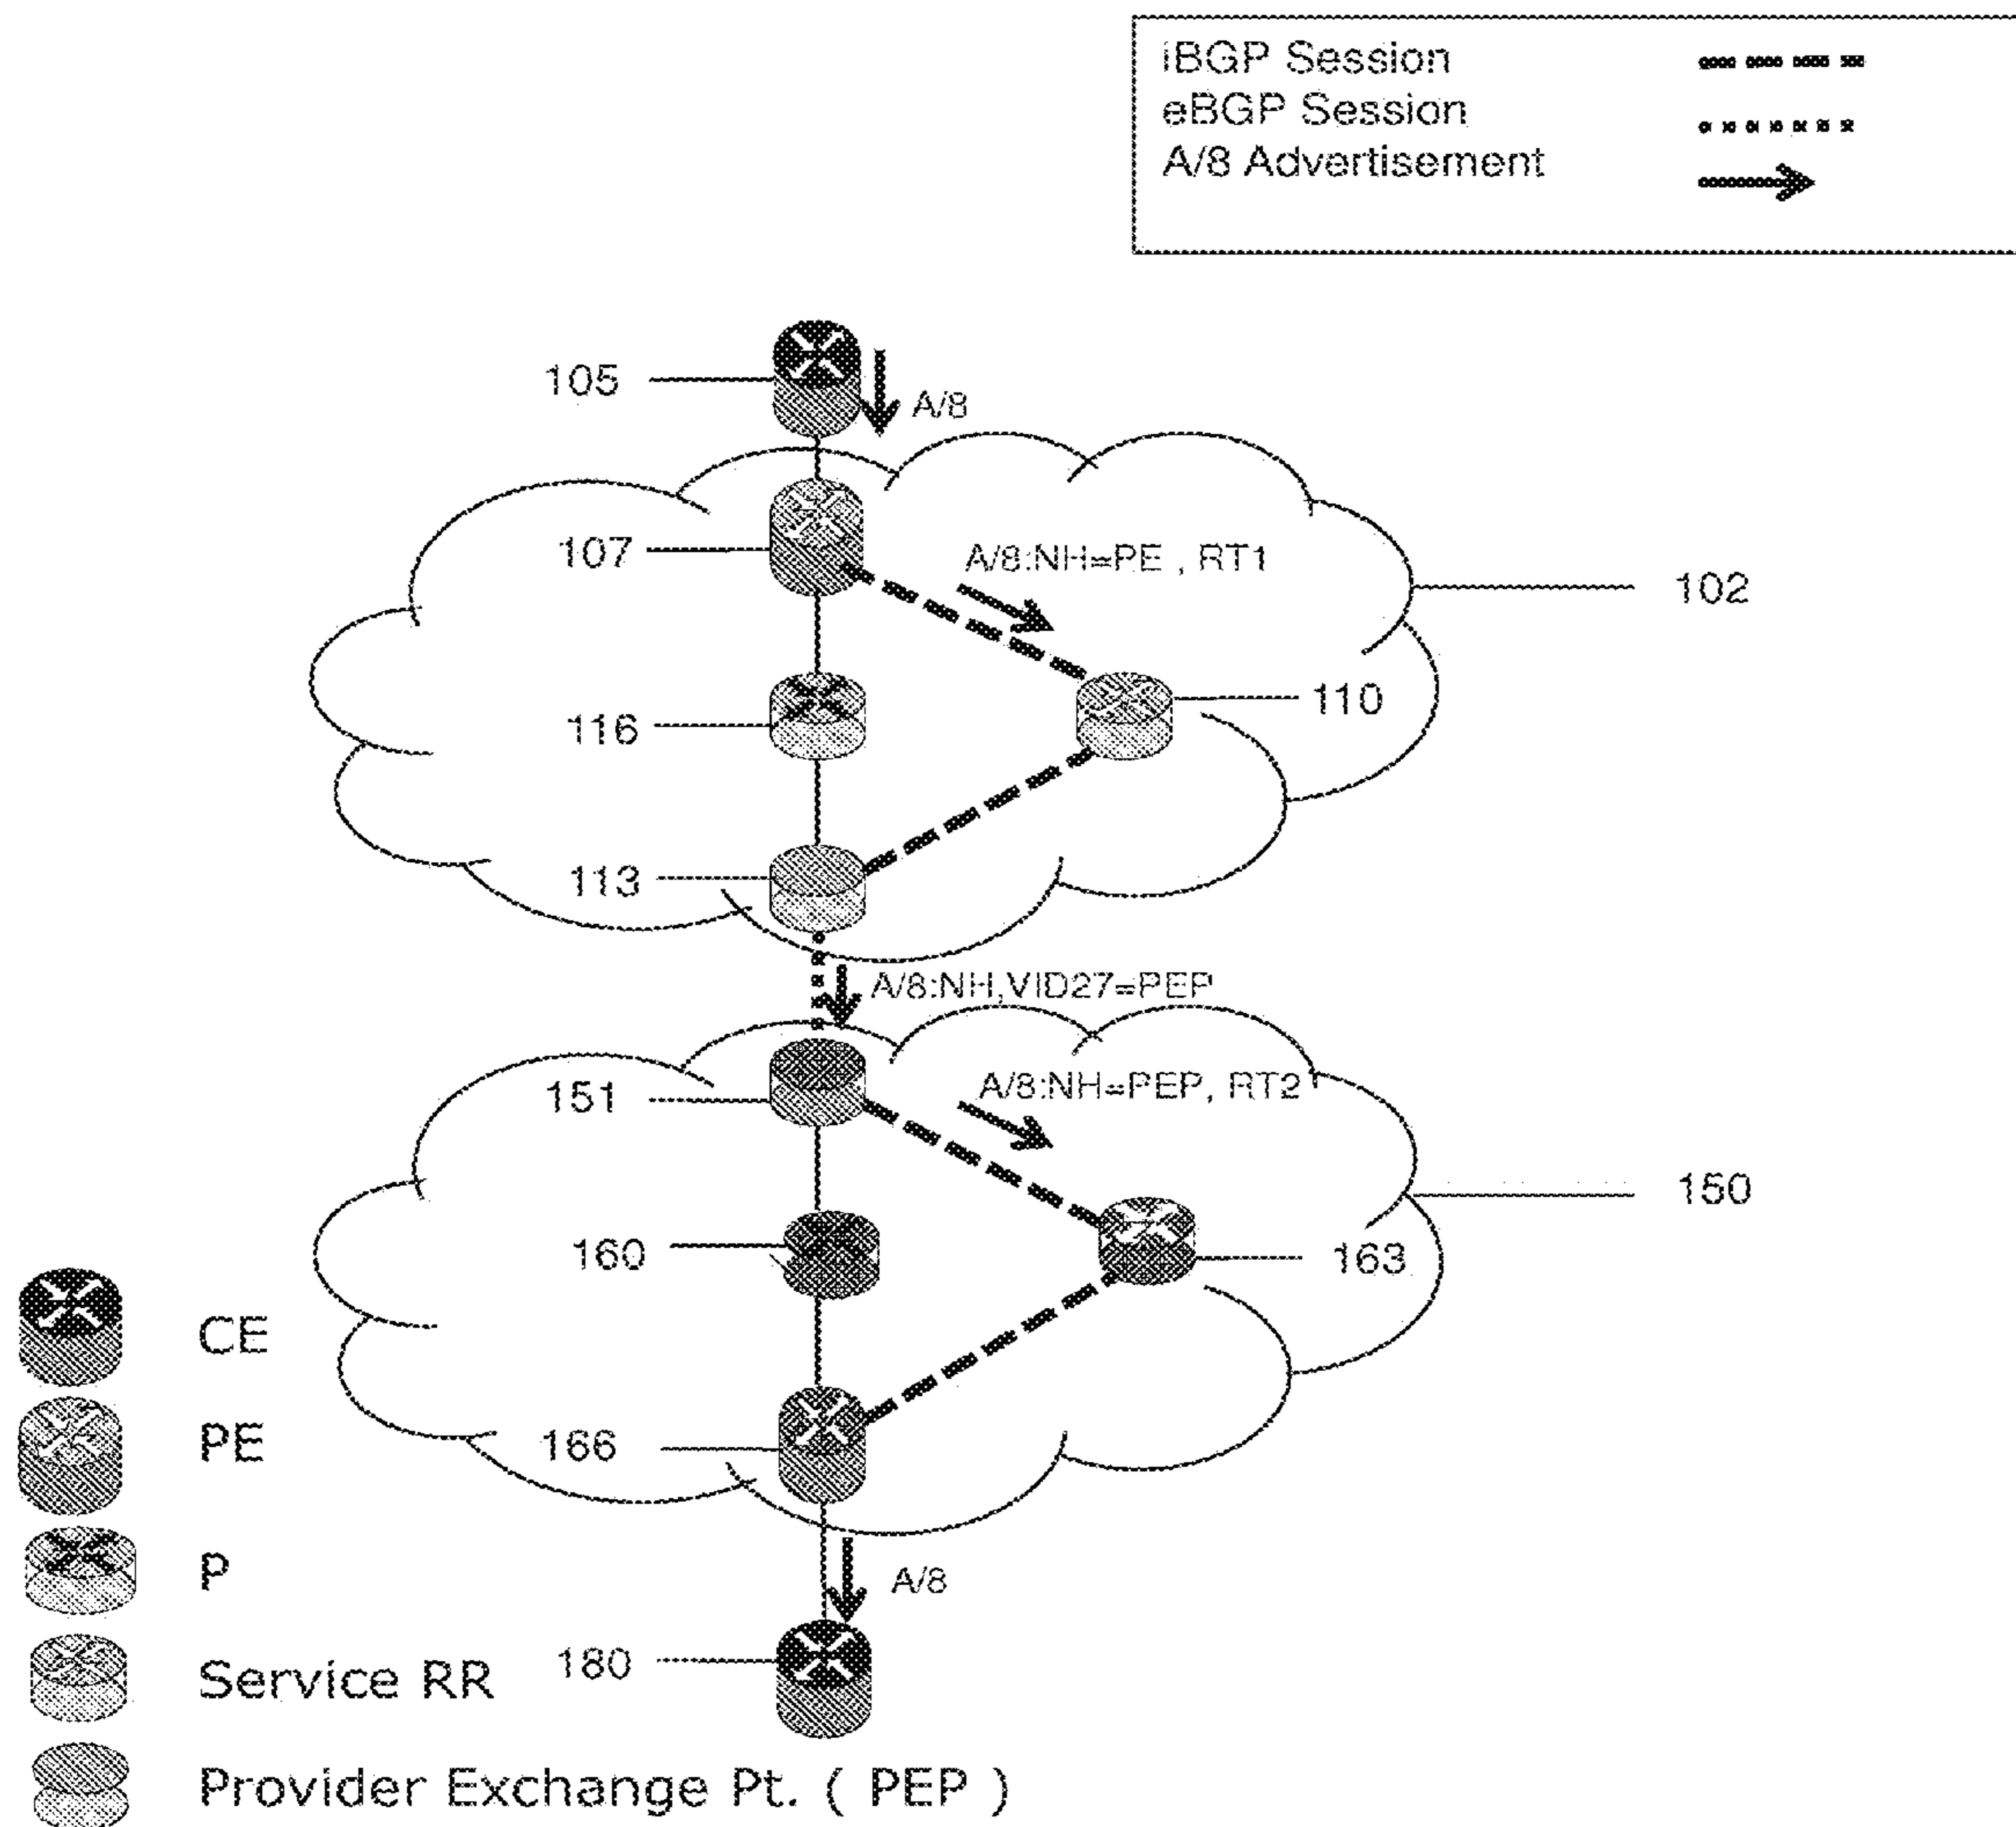 iBGP Session
eBGP Session
A/8 Advertisement
105
A/8
107
A/8:NH=PE , RT1
102
116
110
113
A/8:NH,VID27=PEP
151
A/8:NH=PEP, RT2
150
160
163
CE
PE
166
P
A/8
Service RR
180
Provider Exchange Pt. ( PEP )